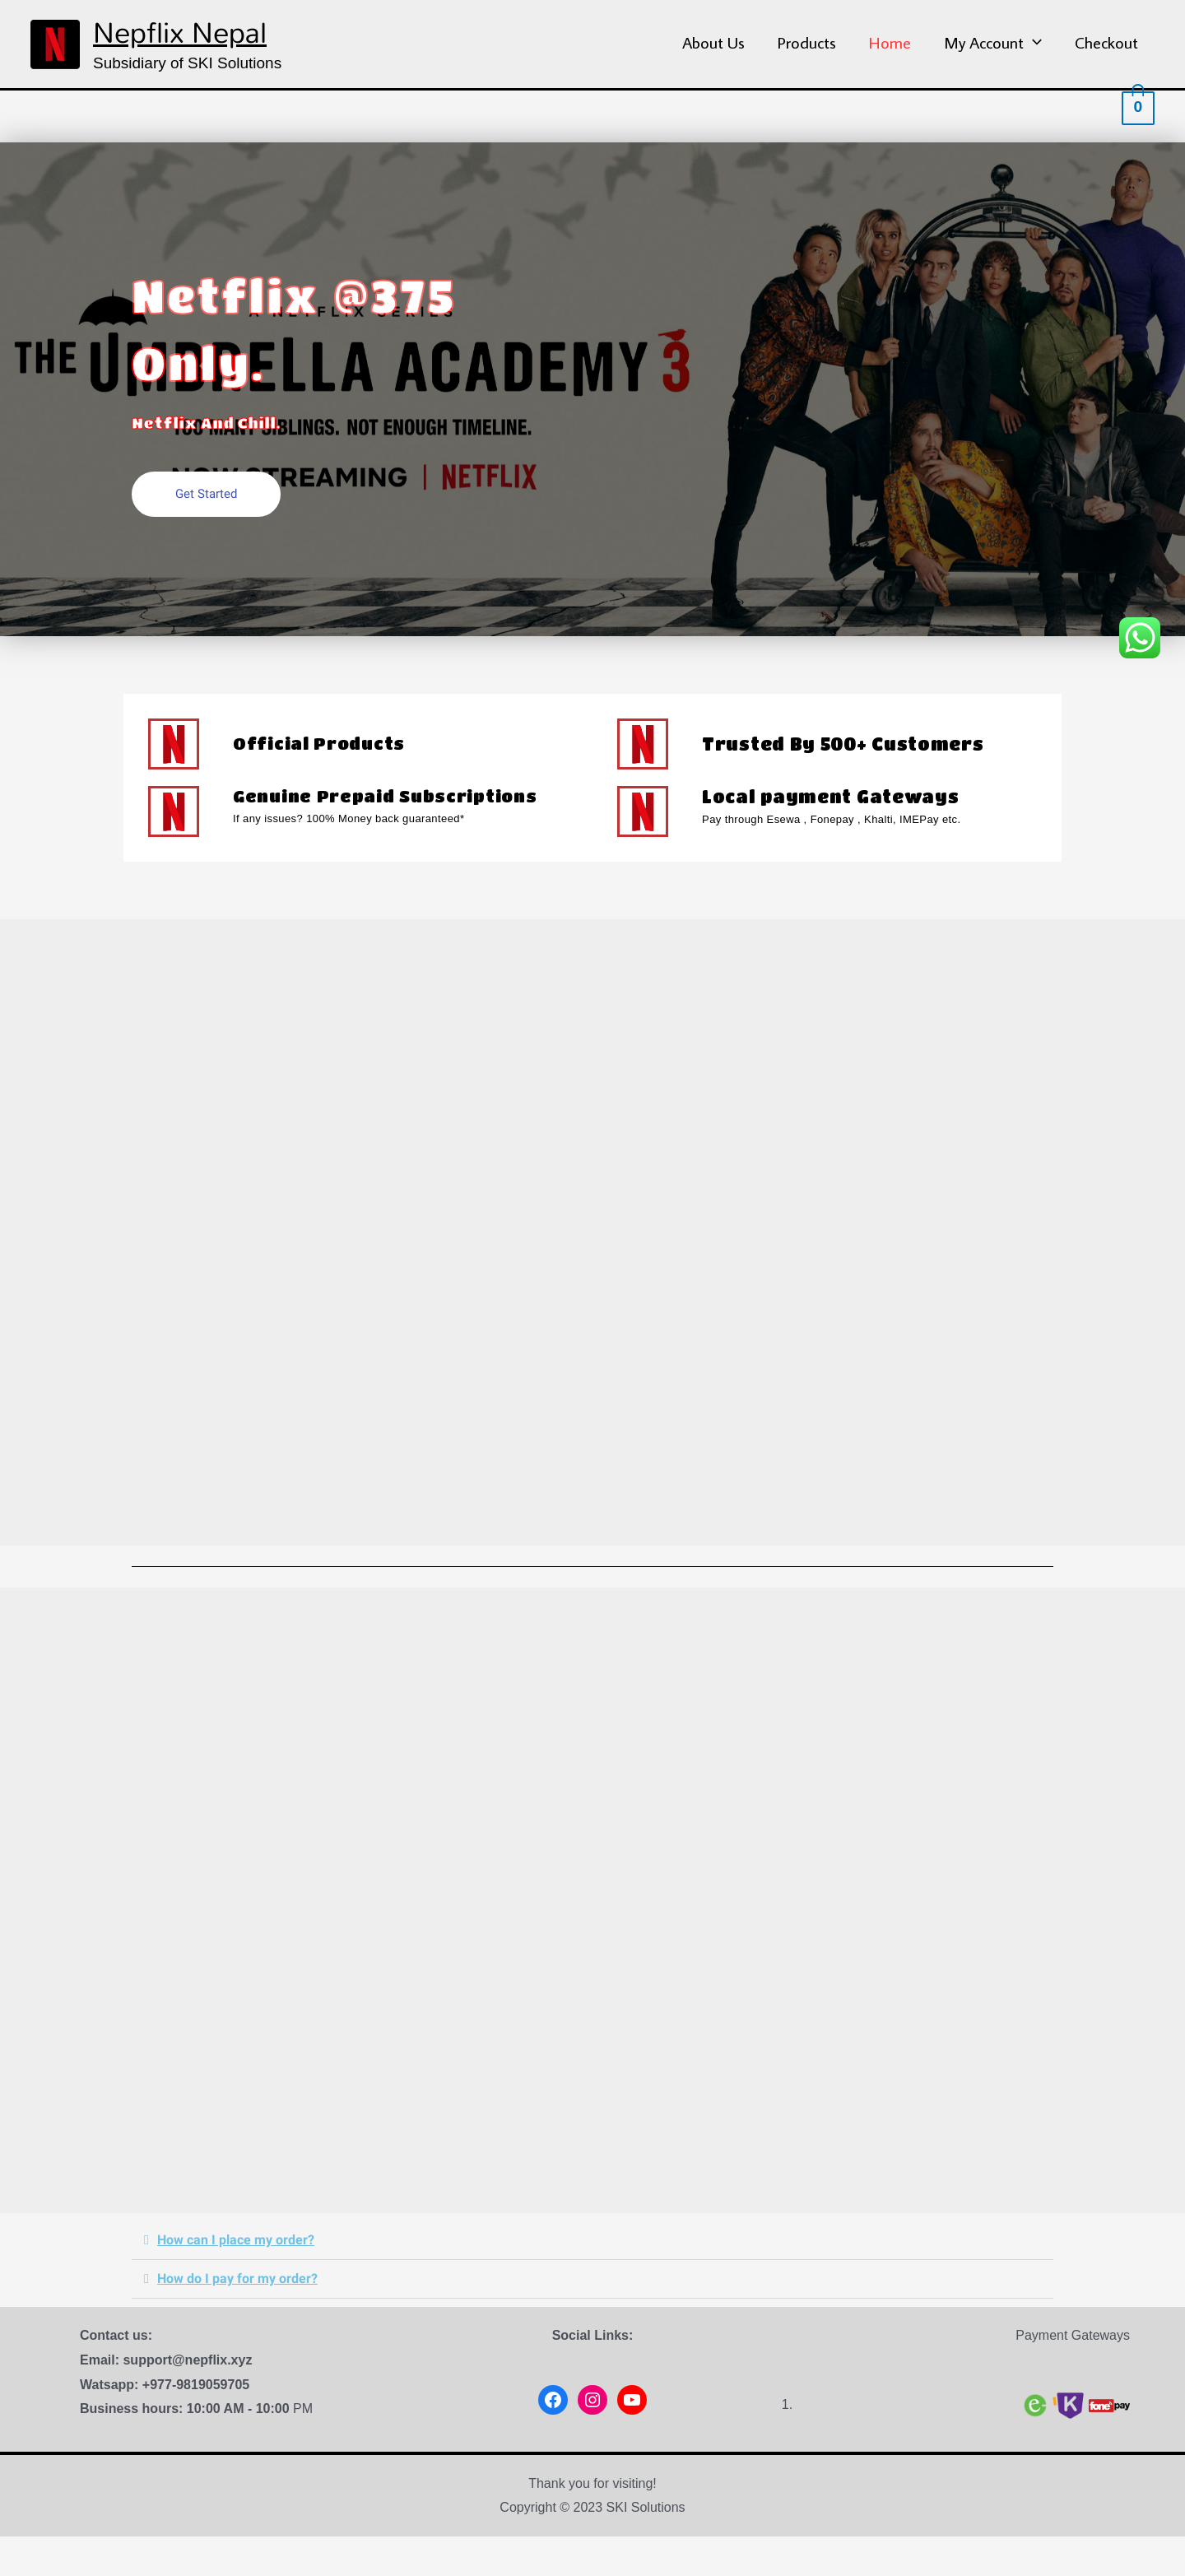 Nepflix Nepal
Subsidiary of SKI Solutions
About Us
Products
Home
My Account
Checkout
0
Netflix @375
Only.
A NETFLIX SERIES
THE UMBRELLA ACADEMY 3
TOO MANY SIBLINGS. NOT ENOUGH TIMELINE.
Netflix And Chill.
NOW STREAMING | NETFLIX
Get Started
Official Products
Trusted By 500+ Customers
Genuine Prepaid Subscriptions
If any issues? 100% Money back guaranteed*
Local payment Gateways
Pay through Esewa , Fonepay , Khalti, IMEPay etc.
How can I place my order?
How do I pay for my order?
Contact us:
Email: support@nepflix.xyz
Watsapp: +977-9819059705
Business hours: 10:00 AM - 10:00 PM
Social Links:
1.
Payment Gateways
e
K
fonepay
Thank you for visiting!
Copyright © 2023 SKI Solutions